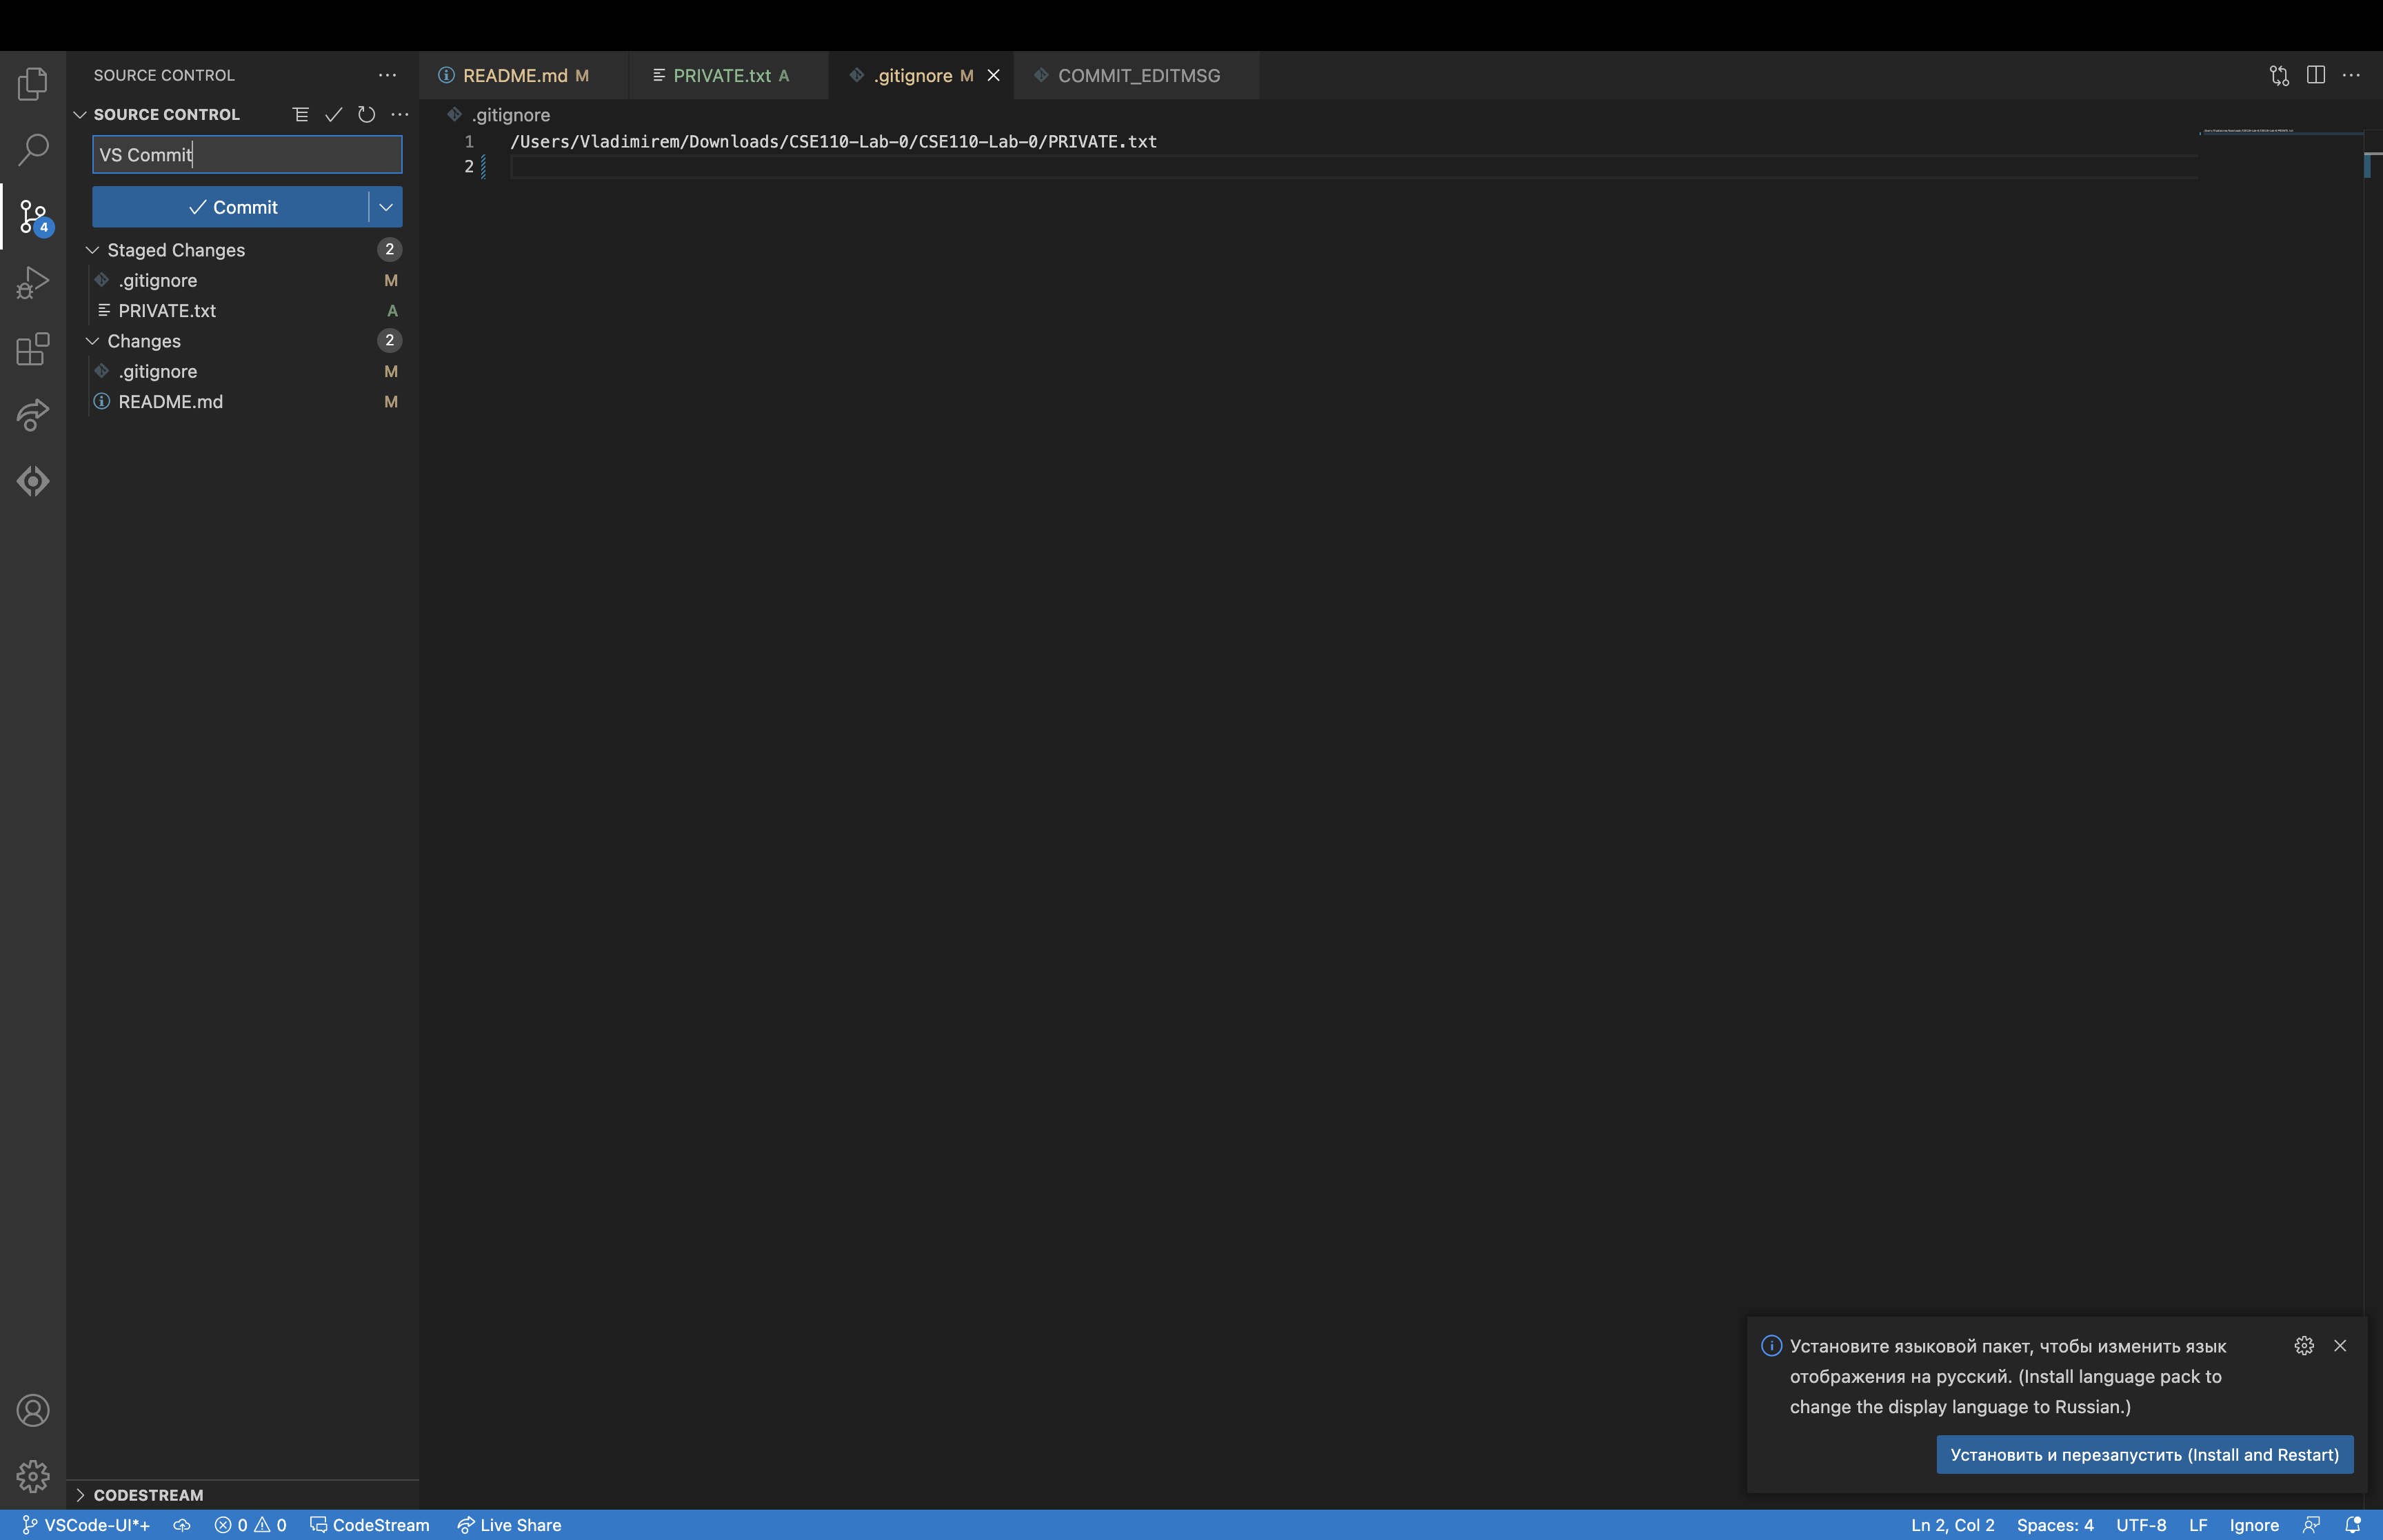 SOURCE CONTROL
SOURCE CONTROL
VS Commit
Commit
Staged Changes 2
.gitignore M
PRIVATE.txt A
Changes 2
.gitignore M
README.md M
4
CODESTREAM
README.md M
PRIVATE.txt A
.gitignore M
COMMIT_EDITMSG
.gitignore
1 /Users/Vladimirem/Downloads/CSE110-Lab-0/CSE110-Lab-0/PRIVATE.txt
2
Установите языковой пакет, чтобы изменить язык
отображения на русский. (Install language pack to
change the display language to Russian.)
Установить и перезапустить (Install and Restart)
VSCode-UI*+ 0 0 CodeStream Live Share Ln 2, Col 2 Spaces: 4 UTF-8 LF Ignore